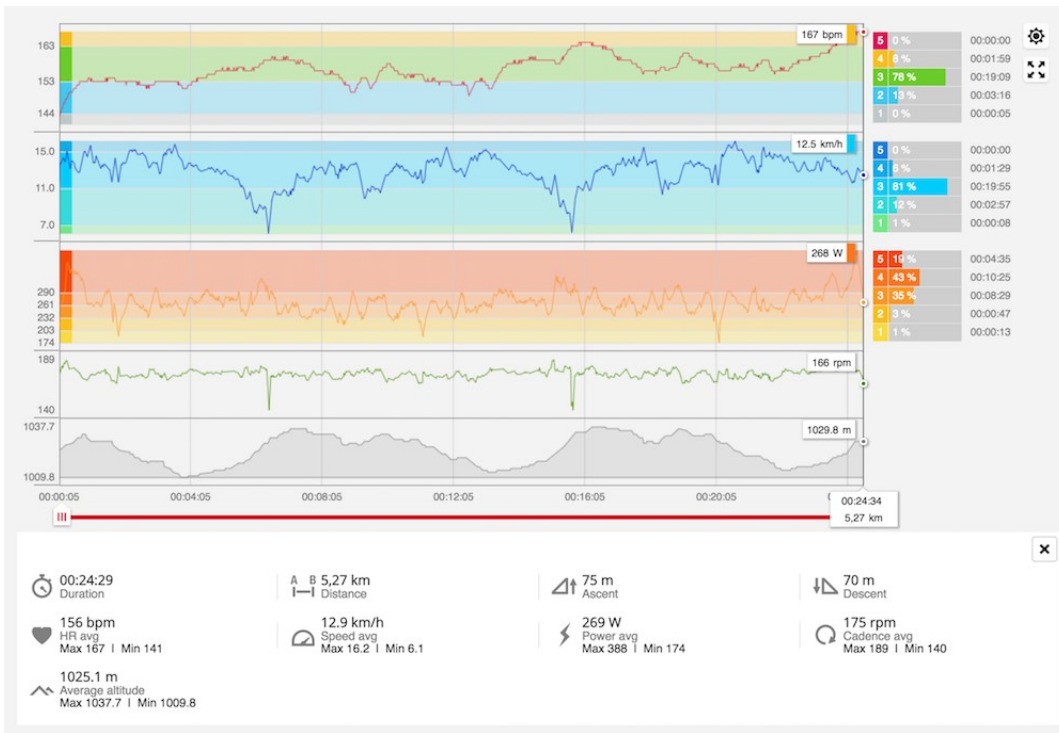 163
153
144
167 bpm
5 0 % 00:00:00
4 8 % 00:01:59
3 78 % 00:19:09
2 13 % 00:03:16
1 0 % 00:00:05
15.0
11.0
7.0
12.5 km/h
5 0 % 00:00:00
4 6 % 00:01:29
3 81 % 00:19:55
2 12 % 00:02:57
1 1 % 00:00:08
290
261
232
203
174
268 W
5 19 % 00:04:35
4 43 % 00:10:25
3 35 % 00:08:29
2 3 % 00:00:47
1 1 % 00:00:13
189
140
166 rpm
1037.7
1009.8
1029.8 m
00:00:05 00:04:05 00:08:05 00:12:05 00:16:05 00:20:05
00:24:34
5,27 km
00:24:29
Duration
A B 5,27 km
Distance
75 m
Ascent
70 m
Descent
156 bpm
HR avg
Max 167 | Min 141
12.9 km/h
Speed avg
Max 16.2 | Min 6.1
269 W
Power avg
Max 388 | Min 174
175 rpm
Cadence avg
Max 189 | Min 140
1025.1 m
Average altitude
Max 1037.7 | Min 1009.8